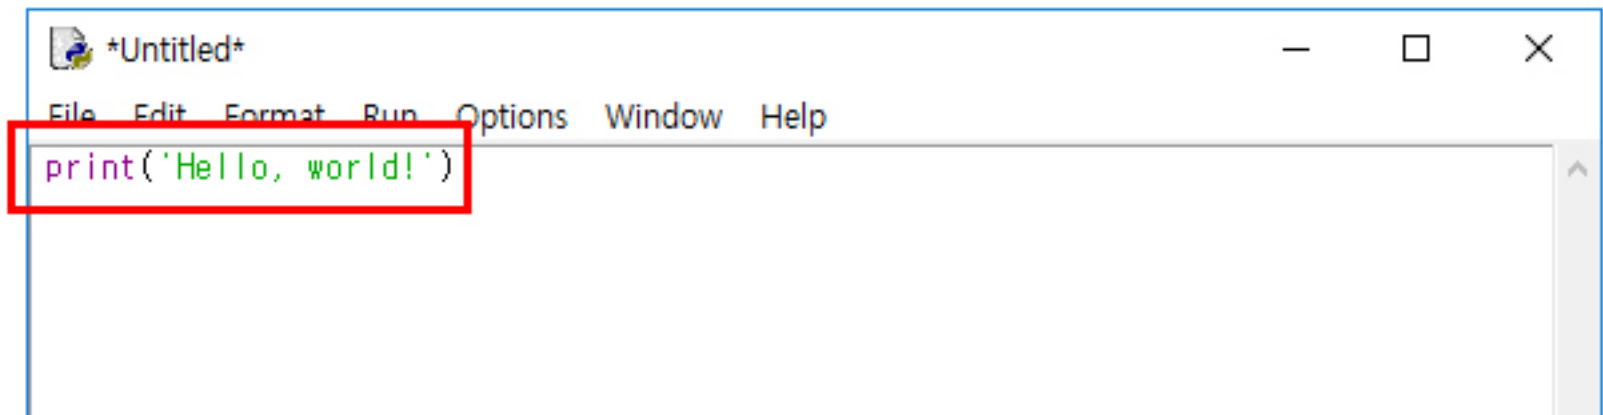 *Untitled*
File Edit Format Run Options Window Help
print('Hello, world!')